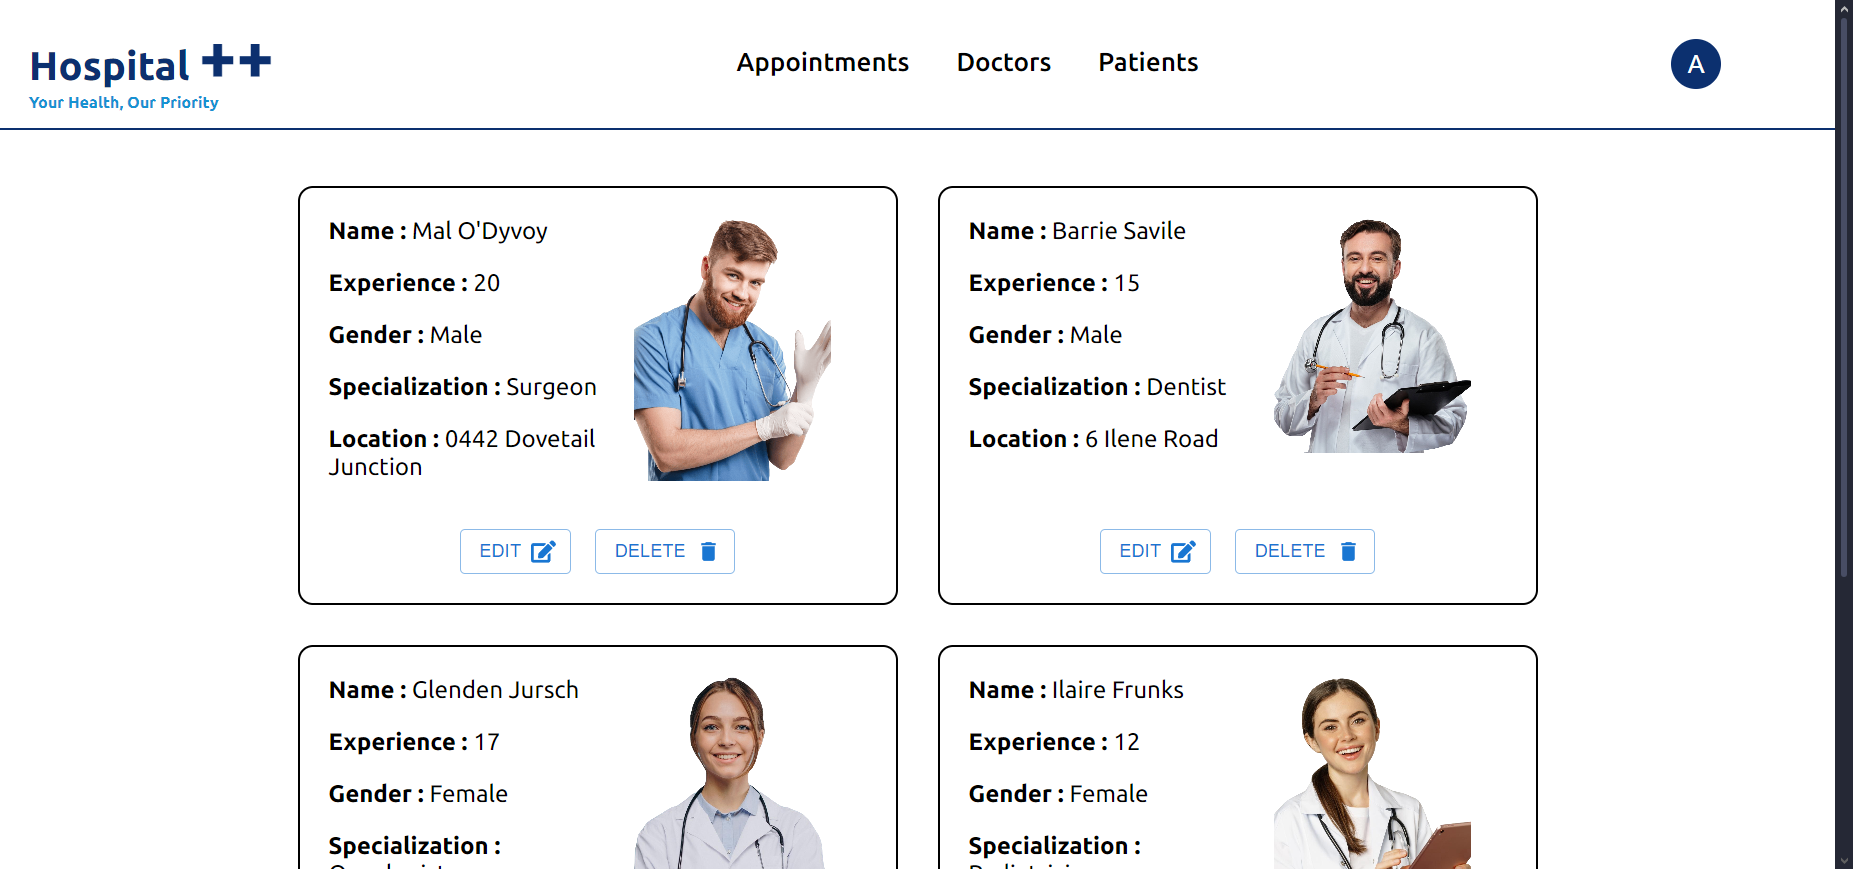 Hospital ++
Your Health, Our Priority
Appointments
Doctors
Patients
A
Name : Mal O'Dyvoy
Experience : 20
Gender : Male
Specialization : Surgeon
Location : 0442 Dovetail
Junction
EDIT
DELETE
Name : Barrie Savile
Experience : 15
Gender : Male
Specialization : Dentist
Location : 6 Ilene Road
EDIT
DELETE
Name : Glenden Jursch
Experience : 17
Gender : Female
Specialization :
Name : Ilaire Frunks
Experience : 12
Gender : Female
Specialization :